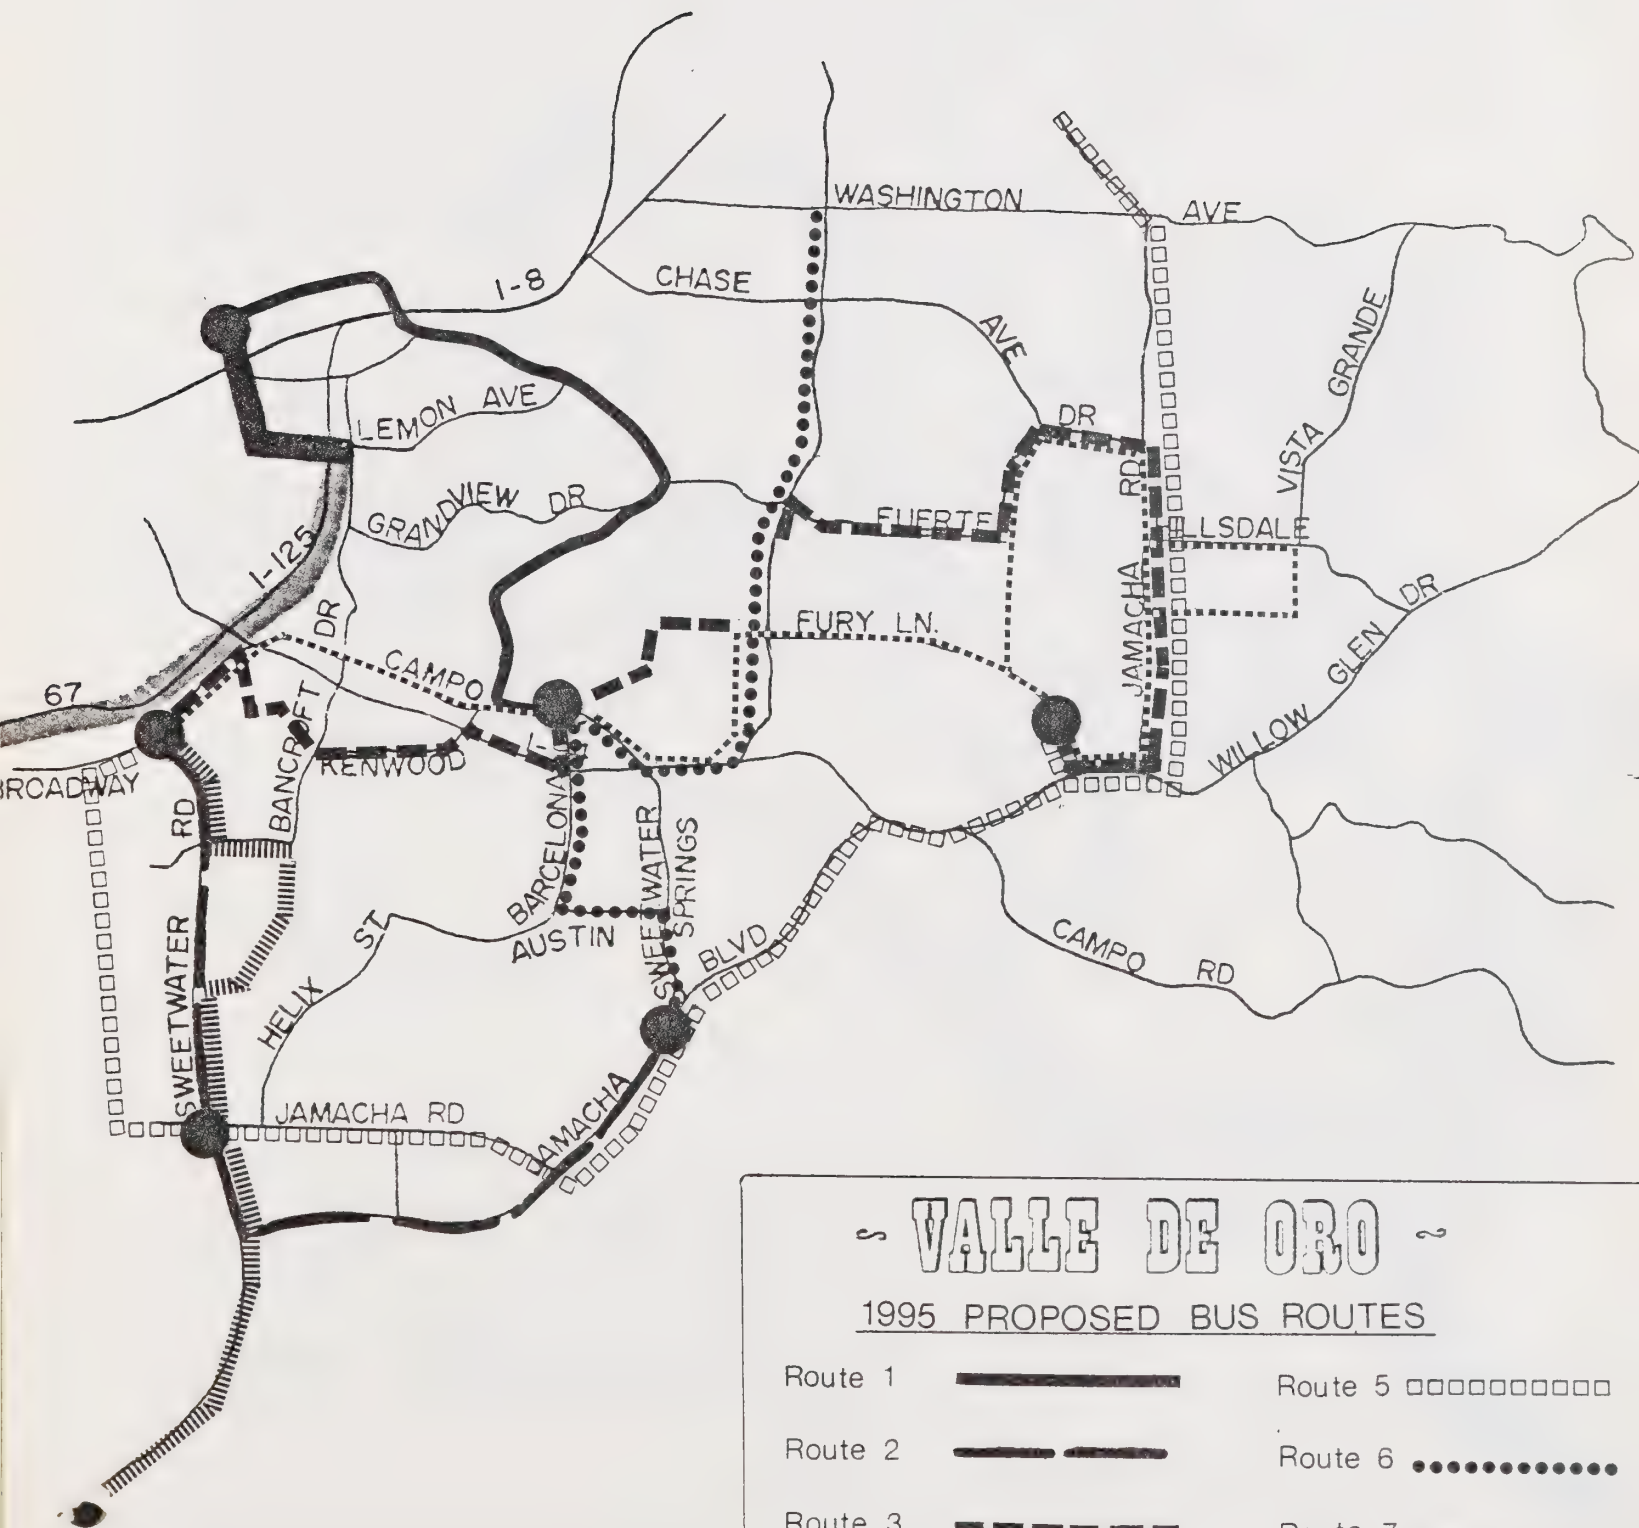 WASHINGTON AVE
CHASE AVE
I-8
DR
LEMON AVE
GRANDVIEW DR
VISTA GRANDE
RD
FUERTE
ILLSDALE
I-125
DR
FURY LN.
JAMACHA
GLEN DR
CAMPO
67
BANCROFT
KENWOOD
WILLOW
BROADWAY
RD
BARCELONA
SWEETWATER
SPRINGS
AUSTIN
BLVD
CAMPO RD
HELIX ST
SWEETWATER
JAMACHA RD
JAMACHA
~ VALLE DE ORO ~
1995 PROPOSED BUS ROUTES
Route 1
Route 5
Route 2
Route 6
Route 3